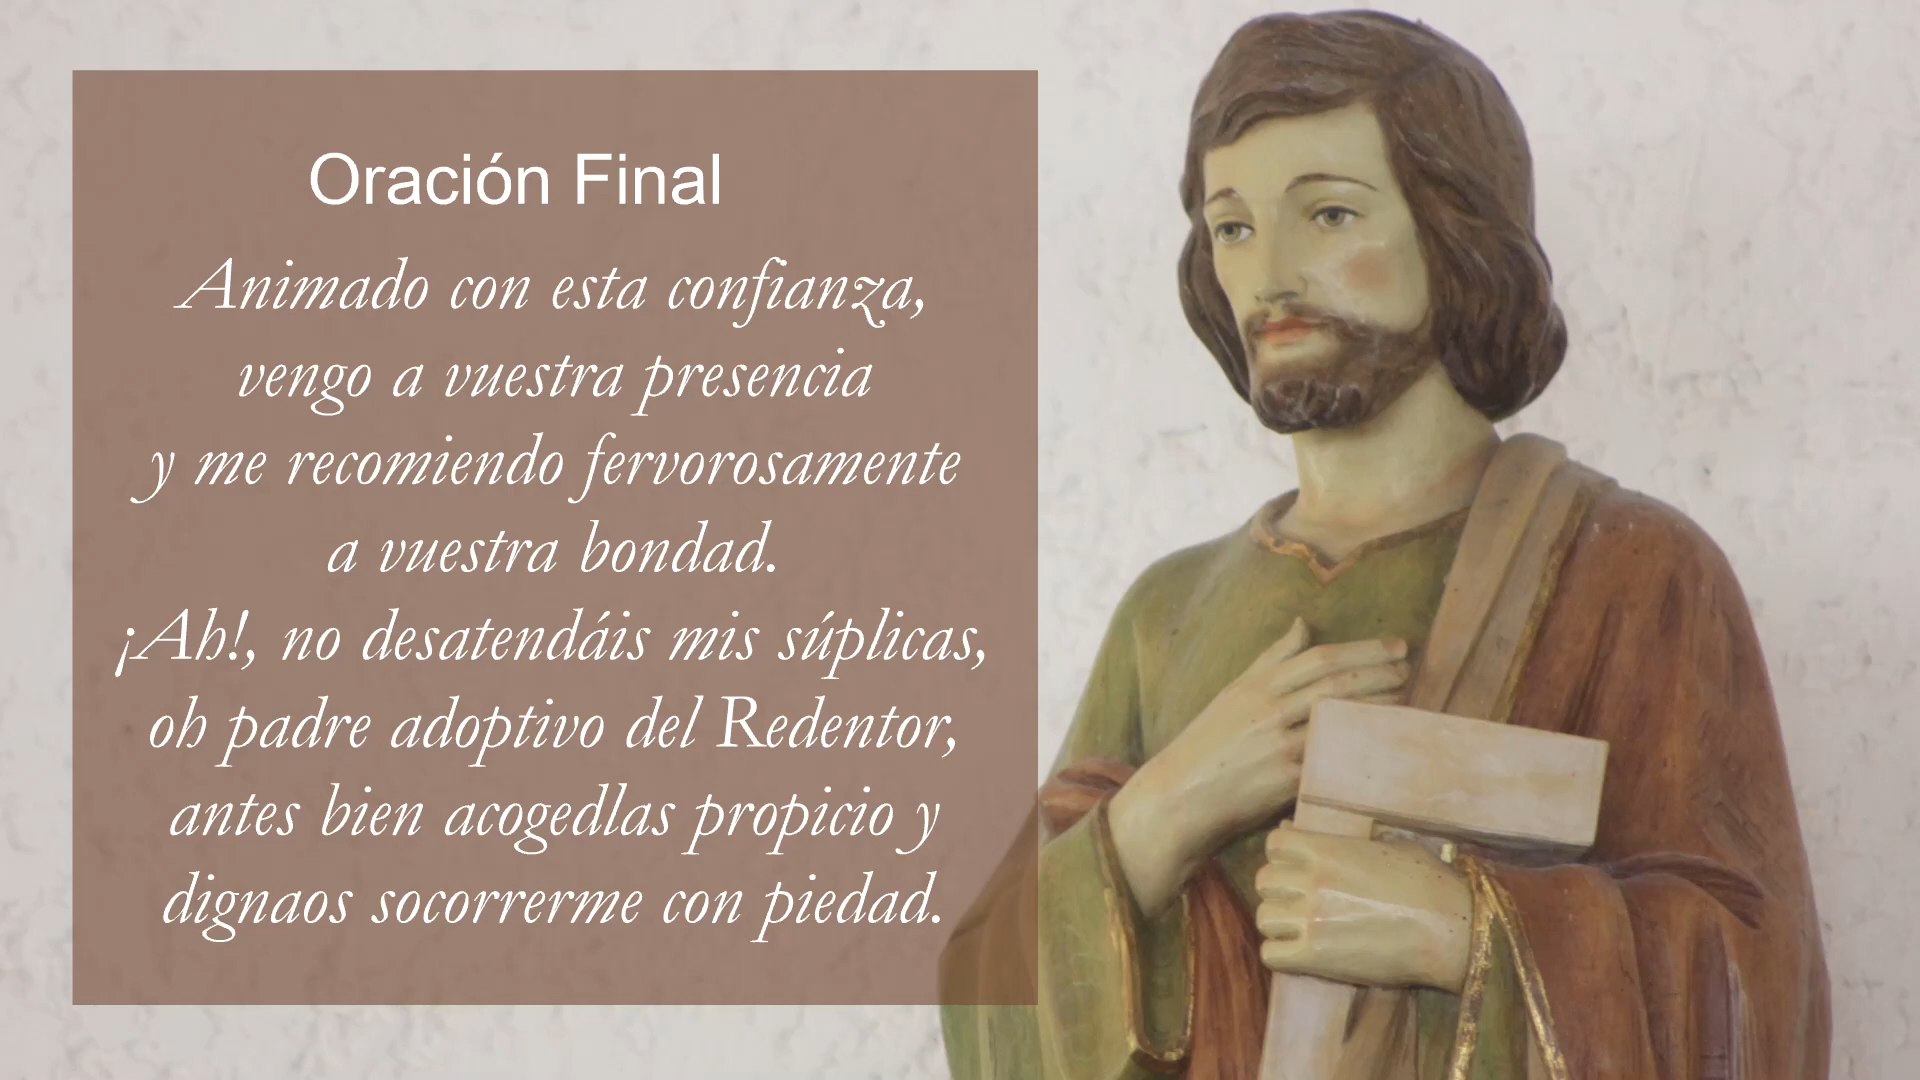 Oración Final
Animado con esta confianza,
vengo a vuestra presencia
y me recomiendo fervorosamente
a vuestra bondad.
¡Ah!, no desatendáis mis súplicas,
oh padre adoptivo del Redentor,
antes bien acogedlas propicio y
dignaos socorrerme con piedad.